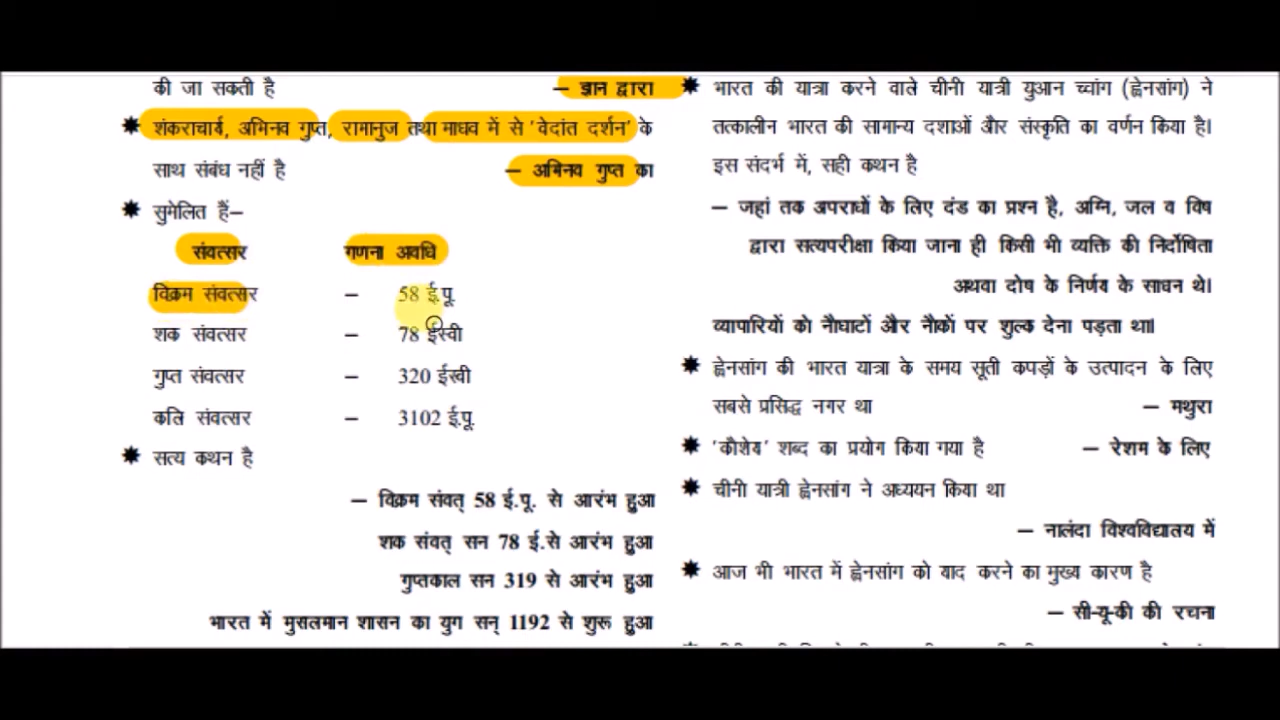 की जा सकती है – ज्ञान द्वारा
✷ शंकराचार्य, अभिनव गुप्त, रामानुज तथा माधव में से 'वेदांत दर्शन' के
साथ संबंध नहीं है – अभिनव गुप्त का
✷ सुमेलित हैं–
संवत्सर गणना अवधि
विक्रम संवत्सर – 58 ई.पू.
शक संवत्सर – 78 ईस्वी
गुप्त संवत्सर – 320 ईस्वी
कलि संवत्सर – 3102 ई.पू.
✷ सत्य कथन है
– विक्रम संवत् 58 ई.पू. से आरंभ हुआ
शक संवत् सन 78 ई.से आरंभ हुआ
गुप्तकाल सन 319 से आरंभ हुआ
भारत में मुसलमान शासन का युग सन् 1192 से शुरू हुआ
✷ भारत की यात्रा करने वाले चीनी यात्री युआन च्वांग (ह्वेनसांग) ने
तत्कालीन भारत की सामान्य दशाओं और संस्कृति का वर्णन किया है।
इस संदर्भ में, सही कथन है
– जहां तक अपराधों के लिए दंड का प्रश्न है, अग्नि, जल व विष
द्वारा सत्यपरीक्षा किया जाना ही किसी भी व्यक्ति की निर्दोषिता
अथवा दोष के निर्णय के साधन थे।
व्यापारियों को नौघाटों और नाकों पर शुल्क देना पड़ता था।
✷ ह्वेनसांग की भारत यात्रा के समय सूती कपड़ों के उत्पादन के लिए
सबसे प्रसिद्ध नगर था – मथुरा
✷ 'कौशेय' शब्द का प्रयोग किया गया है – रेशम के लिए
✷ चीनी यात्री ह्वेनसांग ने अध्ययन किया था
– नालंदा विश्वविद्यालय में
✷ आज भी भारत में ह्वेनसांग को याद करने का मुख्य कारण है
– सी-यू-की की रचना